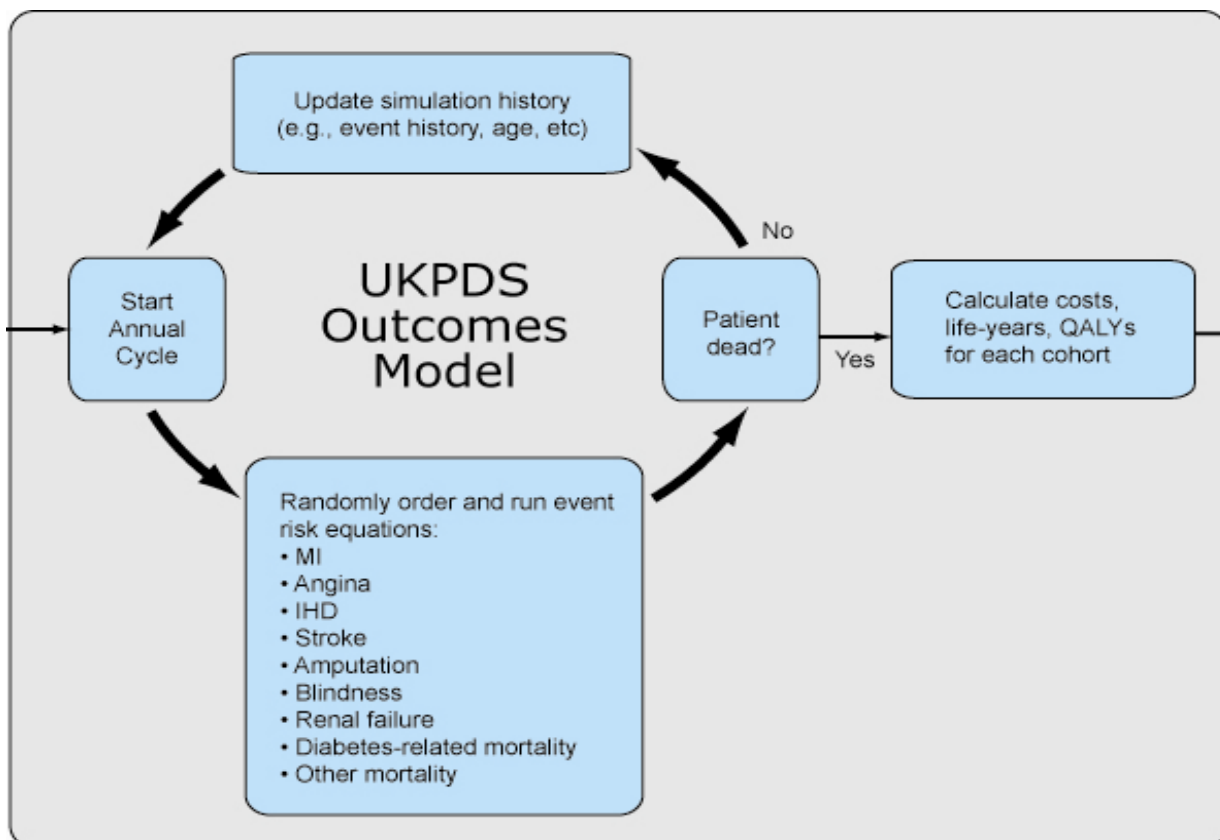 Update simulation history
(e.g., event history, age, etc)
No
UKPDS
Outcomes
Model
Start
Annual
Cycle
Patient
dead?
Yes
Calculate costs,
life-years, QALYs
for each cohort
Randomly order and run event
risk equations:
• MI
• Angina
• IHD
• Stroke
• Amputation
• Blindness
• Renal failure
• Diabetes-related mortality
• Other mortality